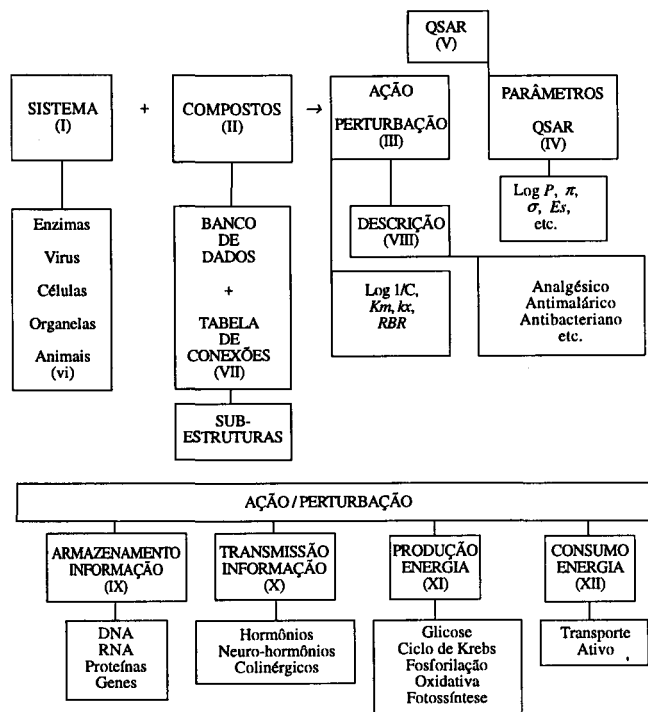 QSAR
(V)
SISTEMA
(I)
+
COMPOSTOS
(II)
→
AÇÃO
PERTURBAÇÃO
(III)
PARÂMETROS
QSAR
(IV)
Log P, π,
σ, Es,
etc.
Enzimas
Virus
Células
Organelas
Animais
(vi)
BANCO
DE
DADOS
+
TABELA
DE
CONEXÕES
(VII)
SUB-
ESTRUTURAS
DESCRIÇÃO
(VIII)
Log 1/C,
Km, kx,
RBR
Analgésico
Antimalárico
Antibacteriano
etc.
AÇÃO / PERTURBAÇÃO
ARMAZENAMENTO
INFORMAÇÃO
(IX)
DNA
RNA
Proteínas
Genes
TRANSMISSÃO
INFORMAÇÃO
(X)
Hormônios
Neuro-hormônios
Colinérgicos
PRODUÇÃO
ENERGIA
(XI)
Glicose
Ciclo de Krebs
Fosforilação
Oxidativa
Fotossíntese
CONSUMO
ENERGIA
(XII)
Transporte
Ativo